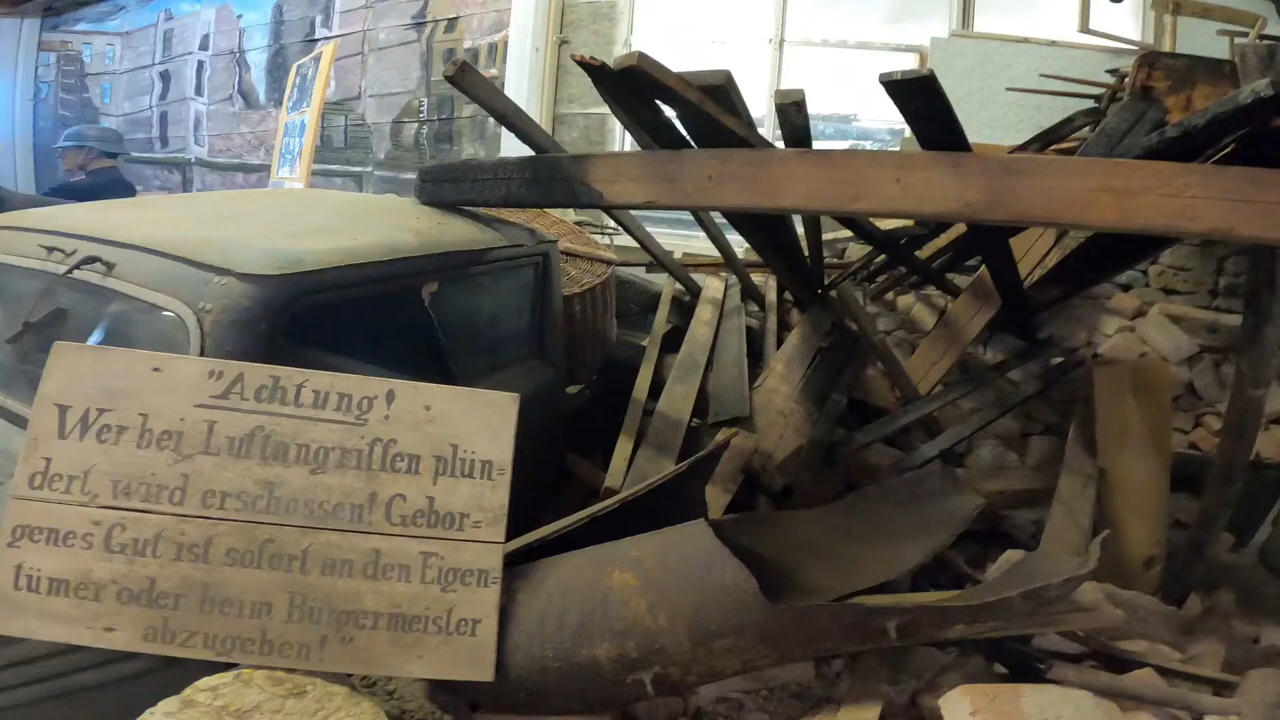 "Achtung!
Wer bei Luftangriffen plün=
dert, wird erschossen! Gebor=
genes Gut ist sofort an den Eigen=
tümer oder beim Bürgermeister
abzugeben!"